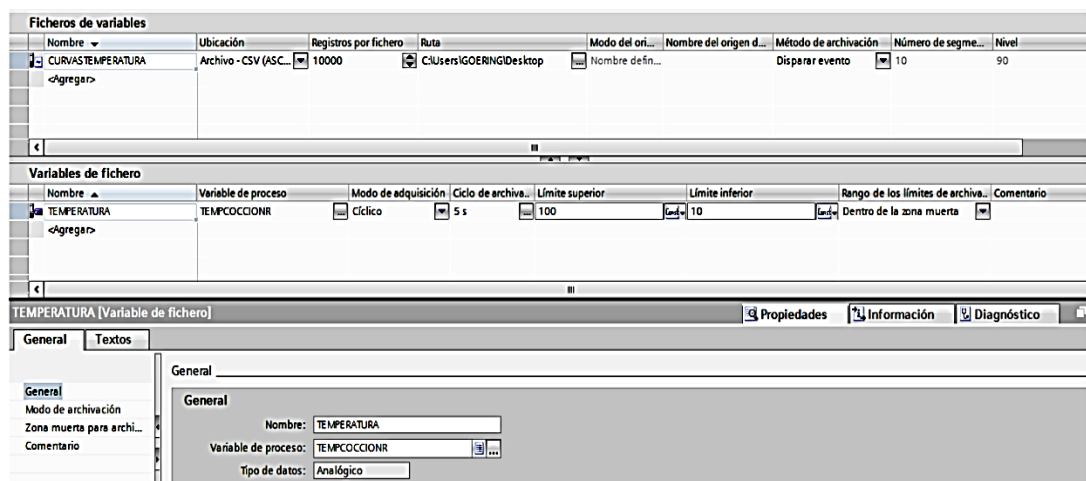 Ficheros de variables
Nombre Ubicación Registros por fichero Ruta Modo del ori... Nombre del origen d... Método de archivación Número de segme... Nivel
CURVASTEMPERATURA Archivo - CSV (ASC... 10000 C:\Users\GOERING\Desktop ... Nombre defin... Disparar evento 10 90
<Agregar>
Variables de fichero
Nombre Variable de proceso Modo de adquisición Ciclo de archiva.. Límite superior Límite inferior Rango de los límites de archiva.. Comentario
TEMPERATURA TEMPCOCCIONR ... Cíclico 5 s ... 100 Const 10 Const Dentro de la zona muerta
<Agregar>
TEMPERATURA [Variable de fichero] Propiedades Información Diagnóstico
General Textos
General
General
Modo de archivación
Zona muerta para archi...
Comentario
General
Nombre: TEMPERATURA
Variable de proceso: TEMPCOCCIONR ...
Tipo de datos: Analógico